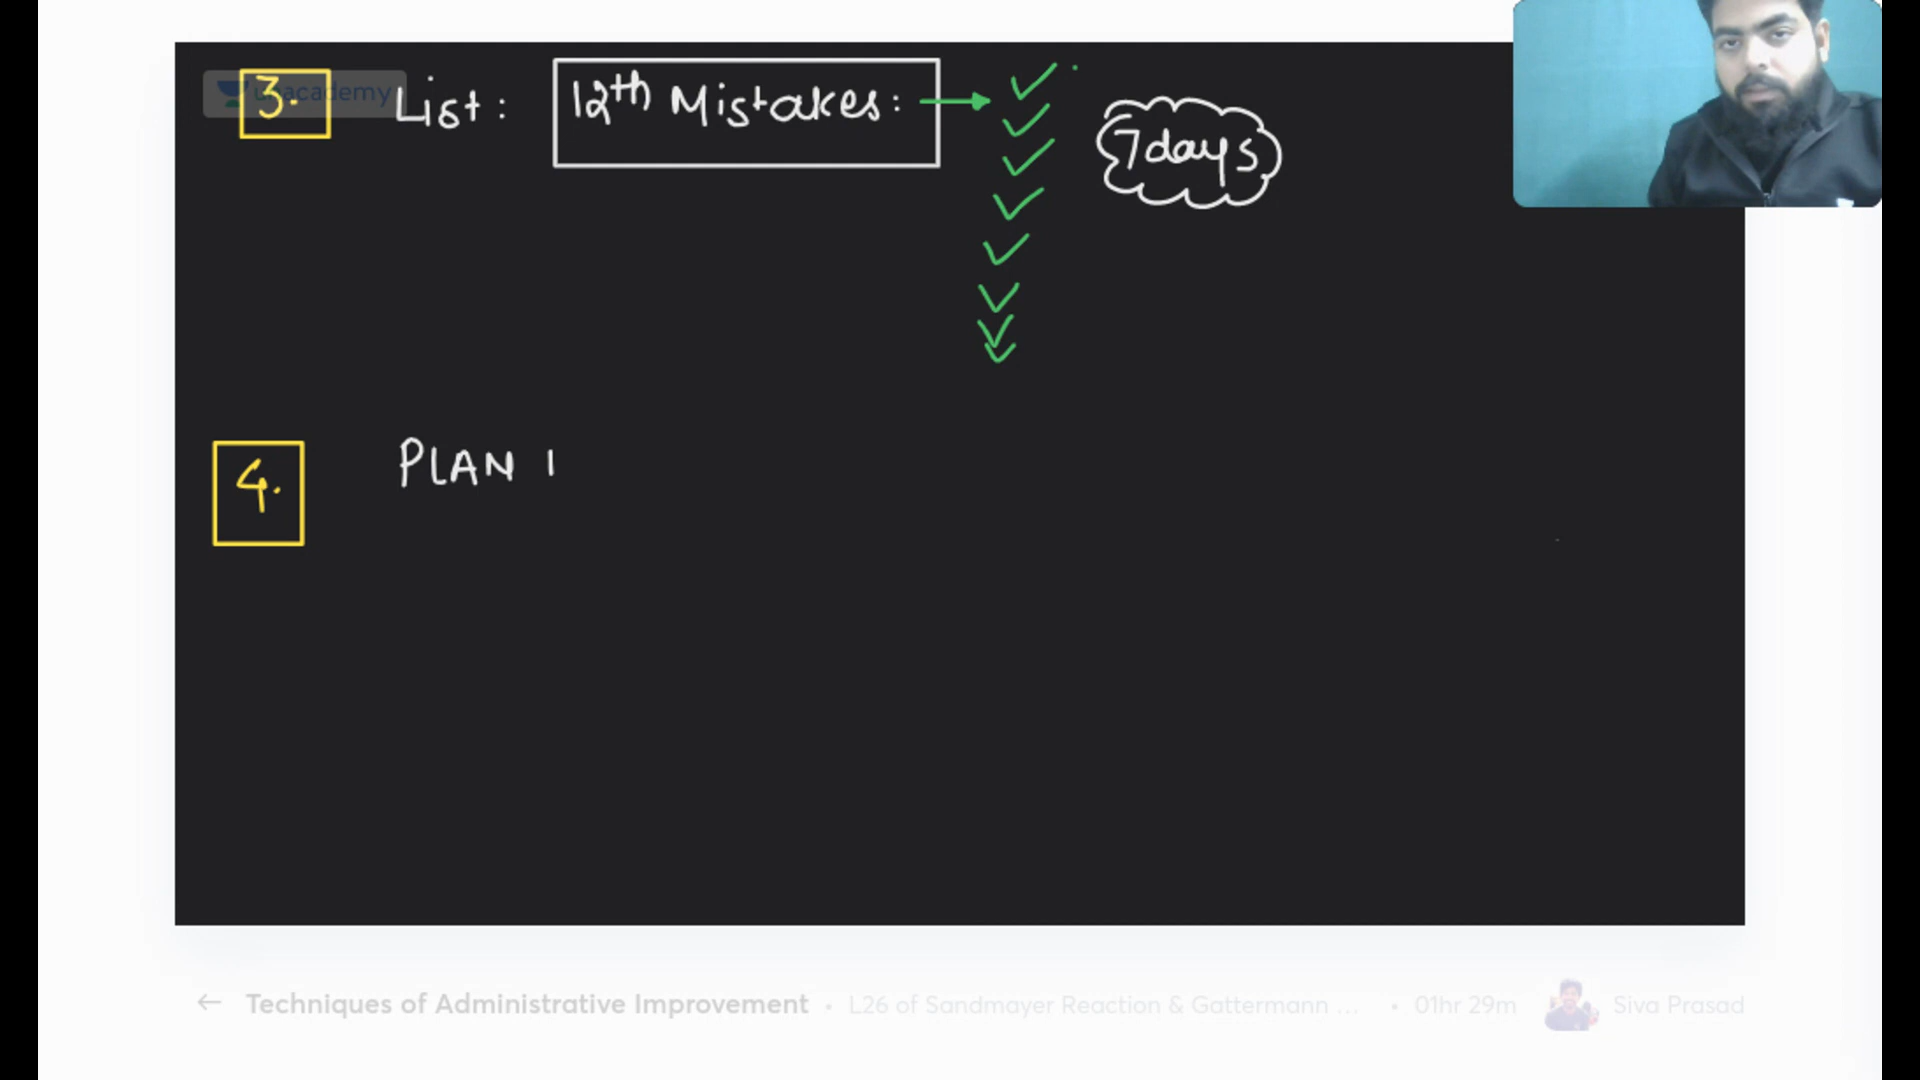 unacademy
3. List: 12th Mistakes:
7days
4. PLAN I
← Techniques of Administrative Improvement • L26 of Sandmayer Reaction & Gattermann ... • 01hr 29m Siva Prasad